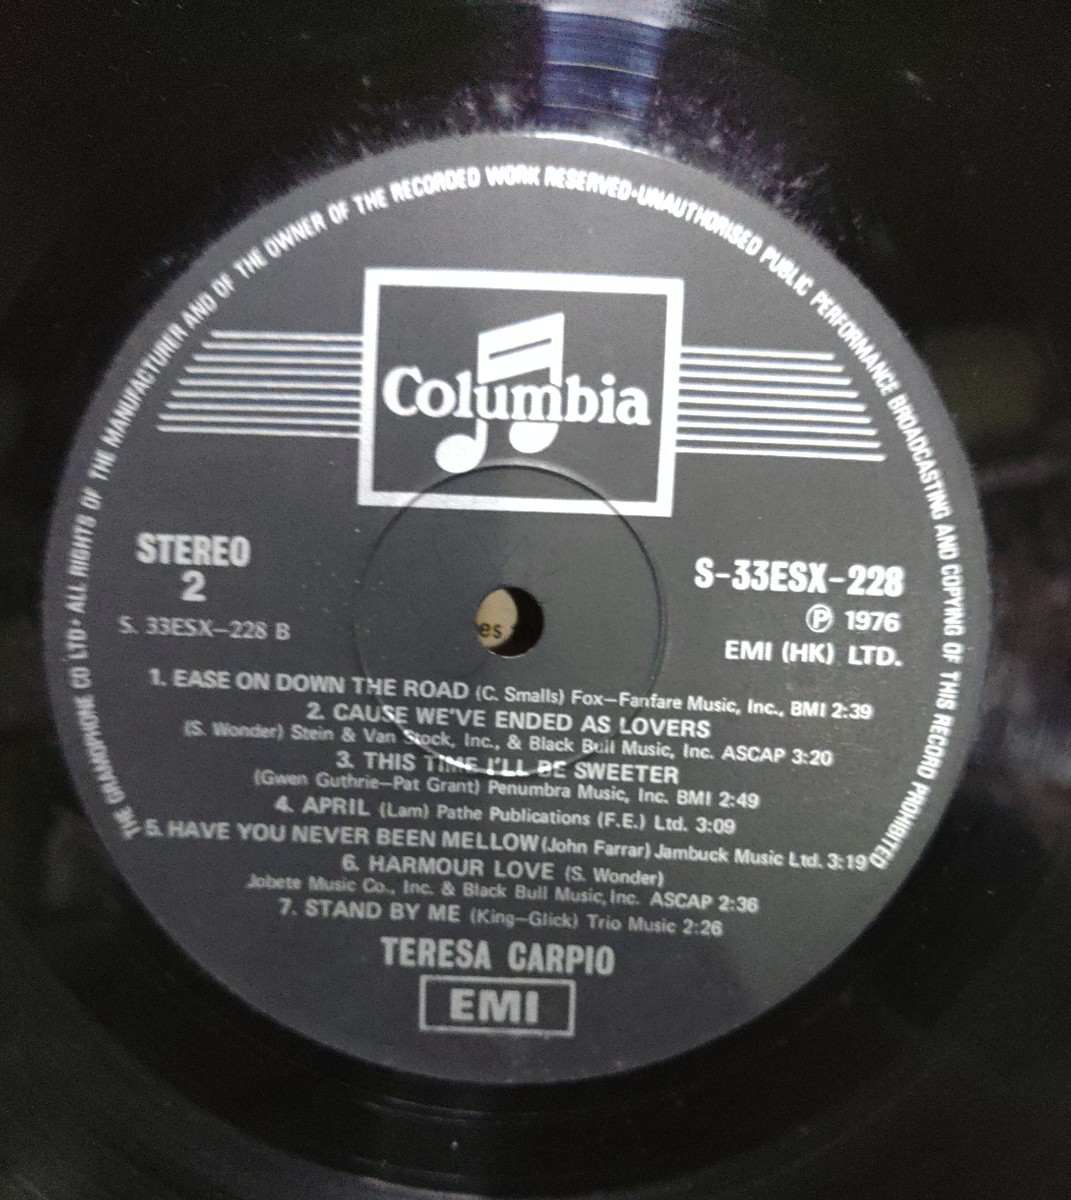 THE GRAMOPHONE CO LTD • ALL RIGHTS OF THE MANUFACTURER AND OF THE OWNER OF THE RECORDED WORK RESERVED • UNAUTHORISED PUBLIC PERFORMANCE BROADCASTING AND COPYING OF THIS RECORD PROHIBITED
Columbia
STEREO
2
S. 33ESX-228 B
S-33ESX-228
℗ 1976
EMI (HK) LTD.
es
1. EASE ON DOWN THE ROAD (C. Smalls) Fox-Fanfare Music, Inc., BMI 2:39
2. CAUSE WE'VE ENDED AS LOVERS
(S. Wonder) Stein & Van Stock, Inc., & Black Bull Music, Inc. ASCAP 3:20
3. THIS TIME I'LL BE SWEETER
(Gwen Guthrie-Pat Grant) Penumbra Music, Inc. BMI 2:49
4. APRIL (Lam) Pathe Publications (F.E.) Ltd. 3:09
5. HAVE YOU NEVER BEEN MELLOW (John Farrar) Jambuck Music Ltd. 3:19
6. HARMOUR LOVE (S. Wonder)
Jobete Music Co., Inc. & Black Bull Music, Inc. ASCAP 2:36
7. STAND BY ME (King-Glick) Trio Music 2:26
TERESA CARPIO
EMI